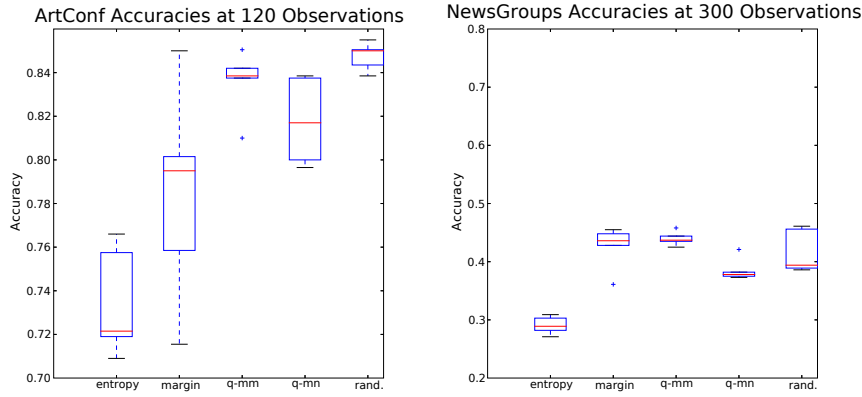 ArtConf Accuracies at 120 Observations
Accuracy
0.84
0.82
0.80
0.78
0.76
0.74
0.72
0.70
entropy margin q-mm q-mn rand.
NewsGroups Accuracies at 300 Observations
Accuracy
0.8
0.7
0.6
0.5
0.4
0.3
0.2
entropy margin q-mm q-mn rand.